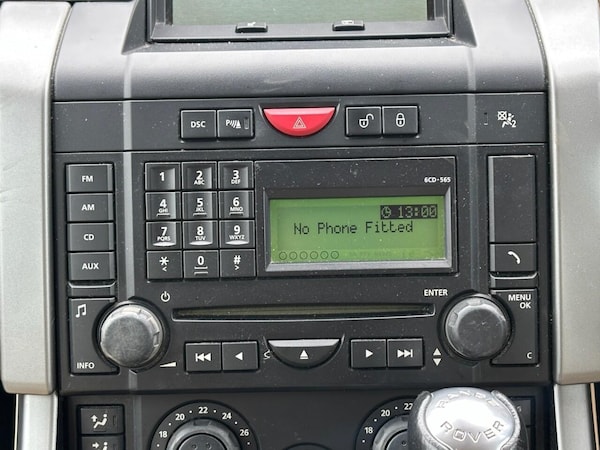 DSC
P
2
FM
AM
CD
AUX
1
2 ABC
3 DEF
4 GHI
5 JKL
6 MNO
7 PQRS
8 TUV
9 WXYZ
*
0
#
<
>
6CD-565
13:00
No Phone Fitted
ENTER
MENU
OK
INFO
C
18 20 22 24 26
18 20 22
ROVER